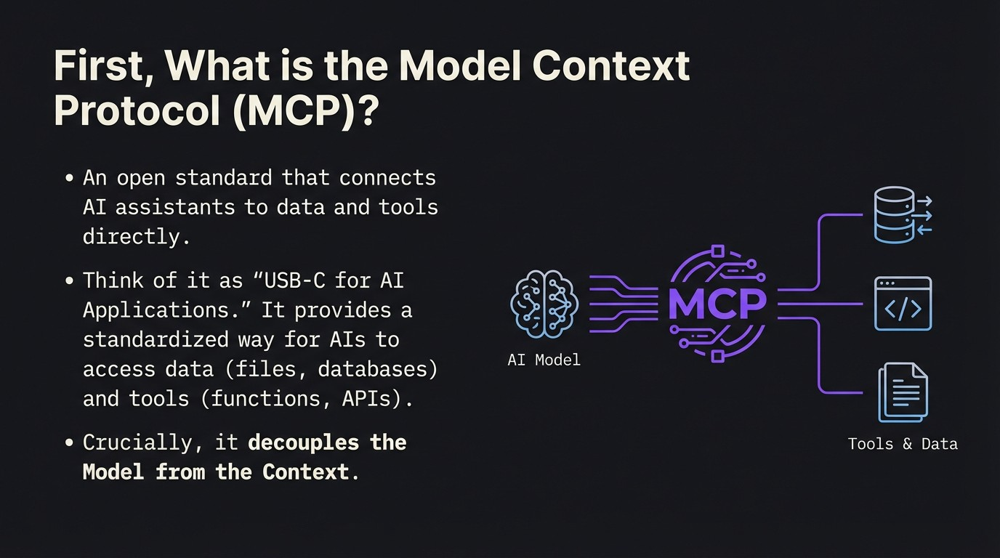 First, What is the Model Context
Protocol (MCP)?
• An open standard that connects
AI assistants to data and tools
directly.
• Think of it as “USB-C for AI
Applications.” It provides a
standardized way for AIs to
access data (files, databases)
and tools (functions, APIs).
• Crucially, it decouples the
Model from the Context.
AI Model
MCP
</>
Tools & Data